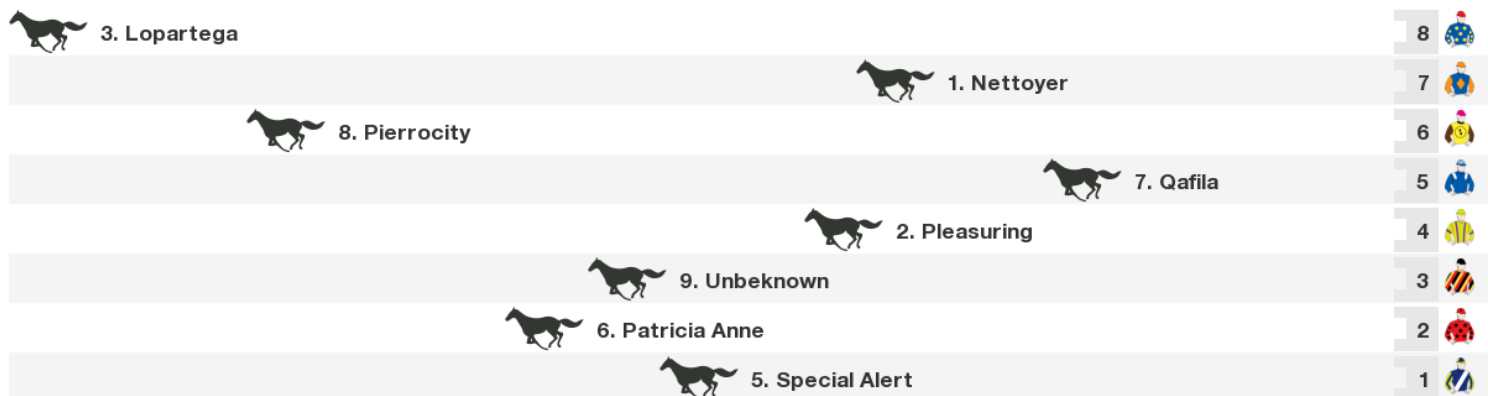 3. Lopartega 8
1. Nettoyer 7
8. Pierrocity 6
7. Qafila 5
2. Pleasuring 4
9. Unbeknown 3
6. Patricia Anne 2
5. Special Alert 1